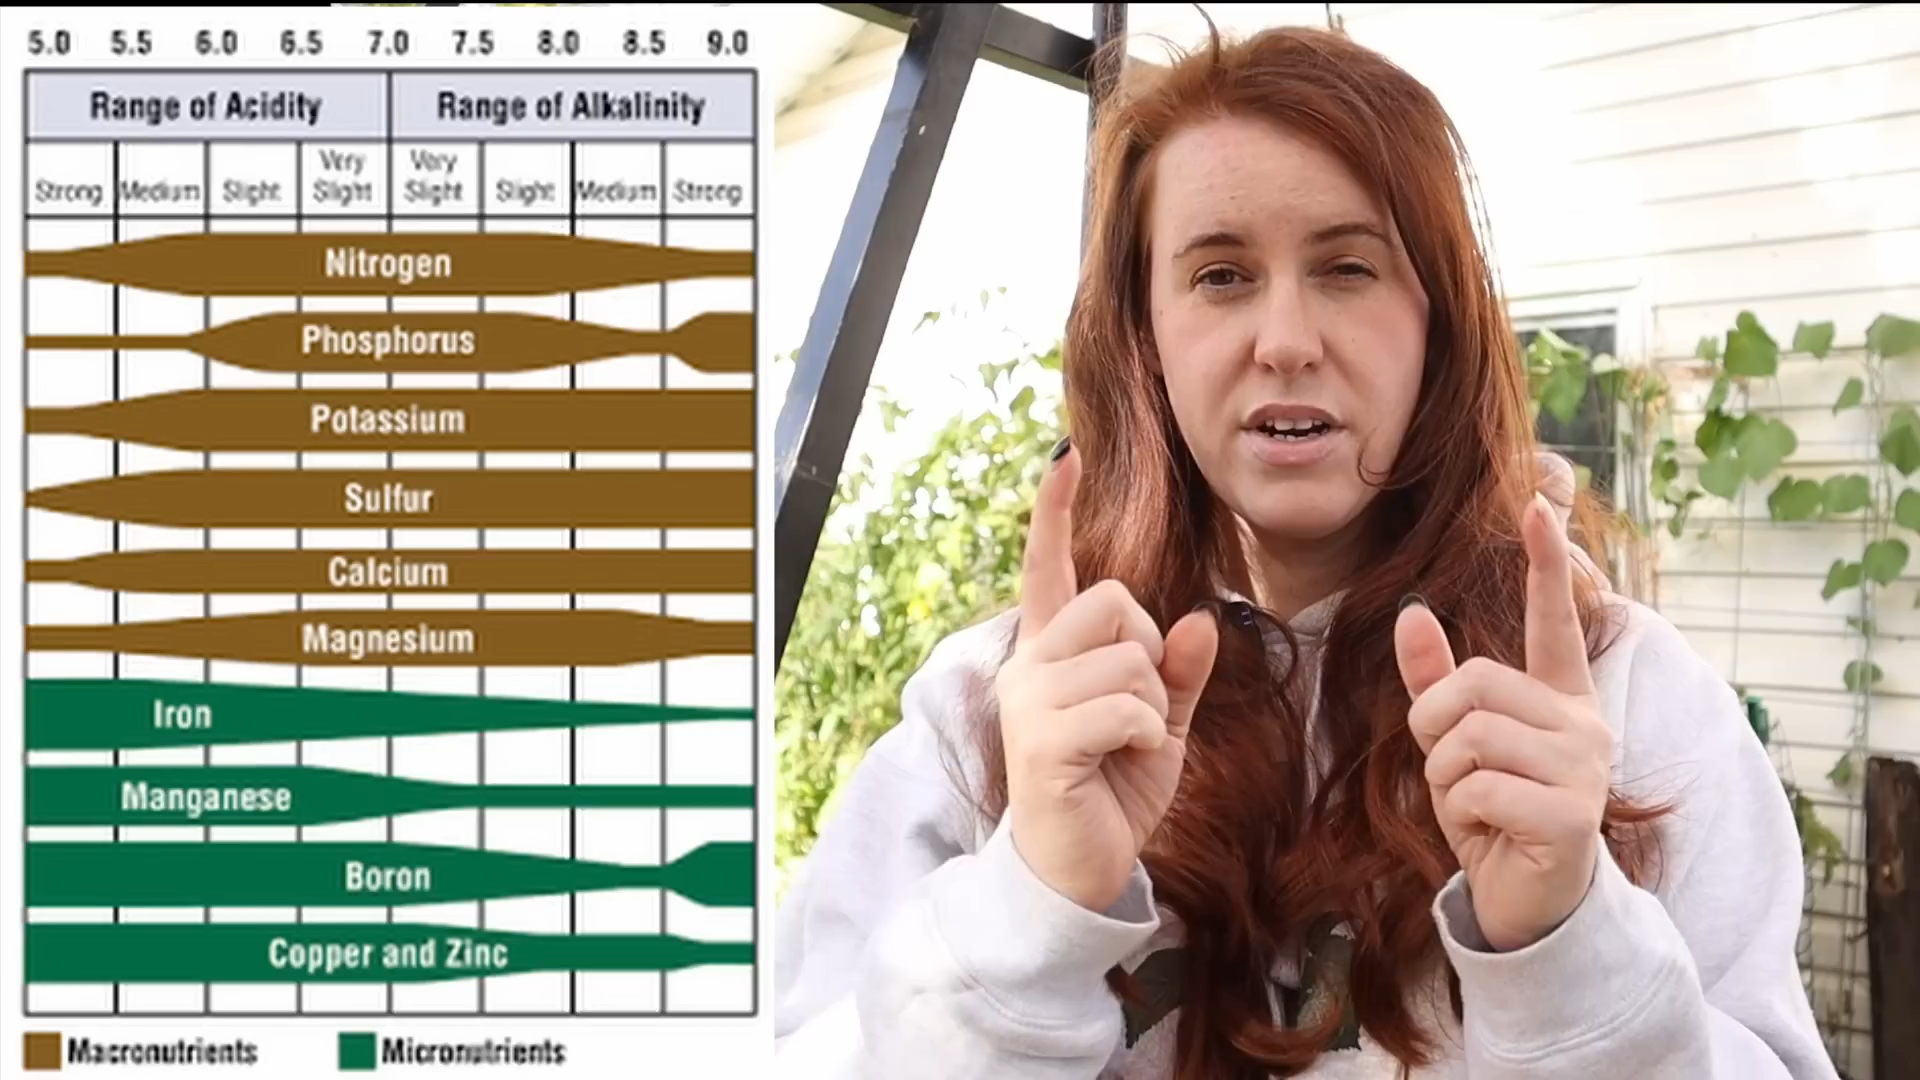 5.0 5.5 6.0 6.5 7.0 7.5 8.0 8.5 9.0
Range of Acidity Range of Alkalinity
Strong Medium Slight Very Slight Very Slight Slight Medium Strong
Nitrogen
Phosphorus
Potassium
Sulfur
Calcium
Magnesium
Iron
Manganese
Boron
Copper and Zinc
Macronutrients Micronutrients